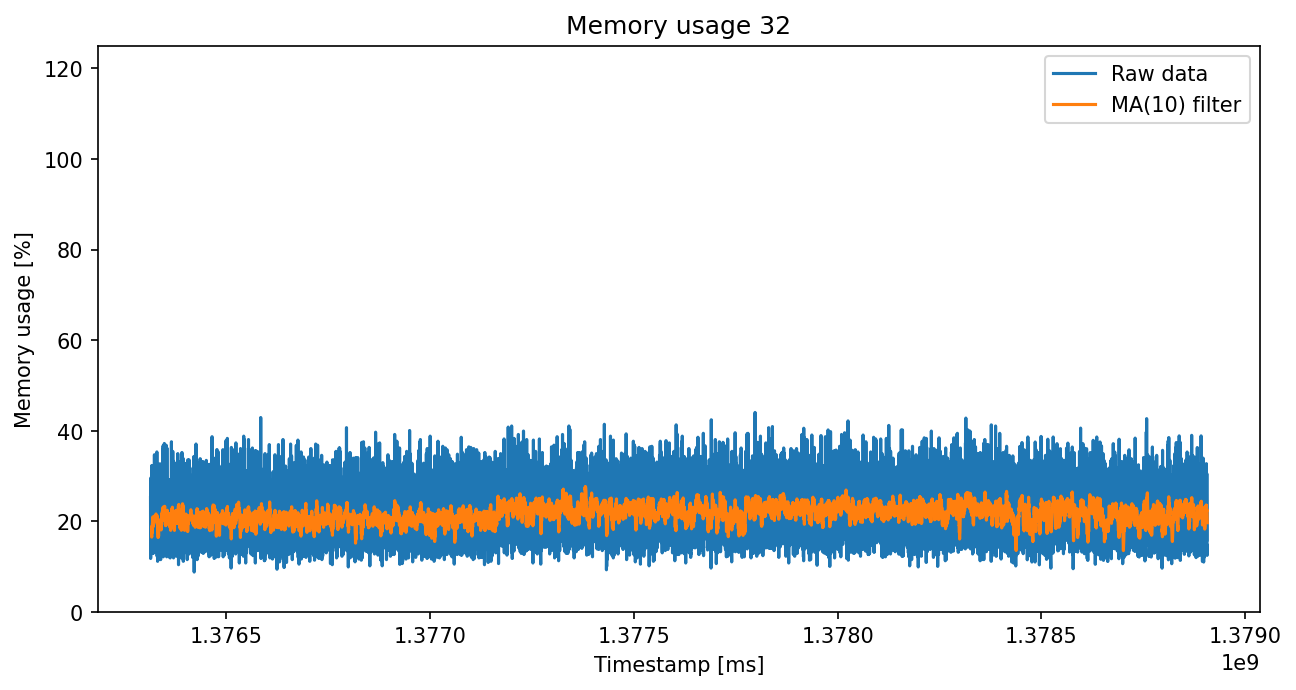 Memory usage 32
Raw data
MA(10) filter
Memory usage [%]
120
100
80
60
40
20
0
1.3765 1.3770 1.3775 1.3780 1.3785 1.3790
1e9
Timestamp [ms]